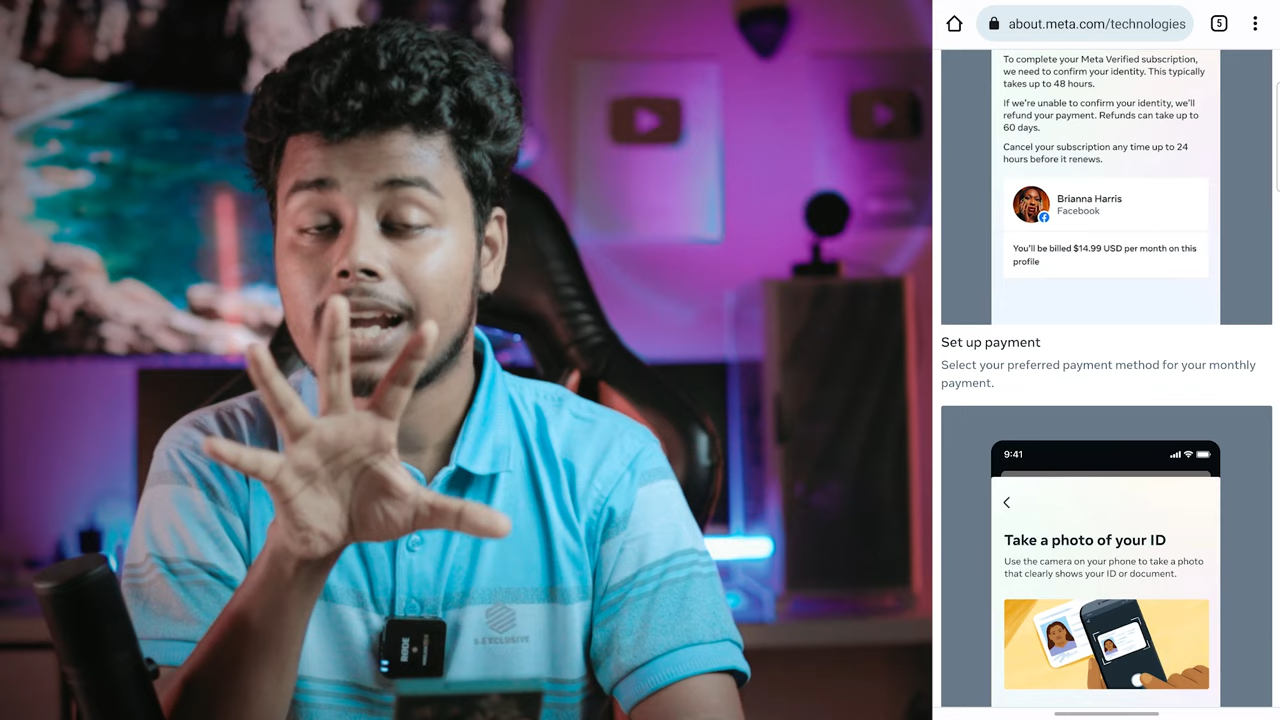 about.meta.com/technologies
5
To complete your Meta Verified subscription,
we need to confirm your identity. This typically
takes up to 48 hours.
If we're unable to confirm your identity, we'll
refund your payment. Refunds can take up to
60 days.
Cancel your subscription any time up to 24
hours before it renews.
Brianna Harris
Facebook
You'll be billed $14.99 USD per month on this
profile
Set up payment
Select your preferred payment method for your monthly
payment.
9:41
Take a photo of your ID
Use the camera on your phone to take a photo
that clearly shows your ID or document.
RØDE